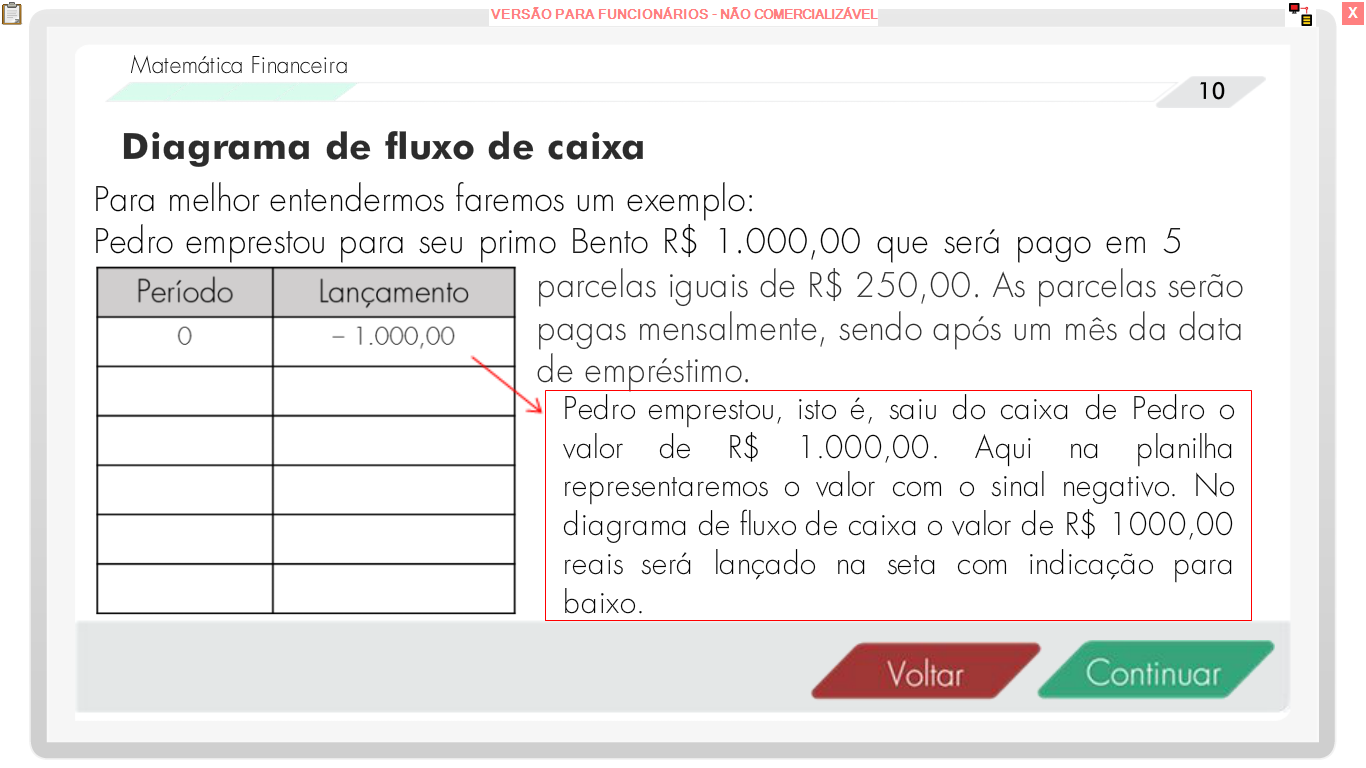 VERSÃO PARA FUNCIONÁRIOS - NÃO COMERCIALIZÁVEL
X
Matemática Financeira
10
Diagrama de fluxo de caixa
Para melhor entendermos faremos um exemplo:
Pedro emprestou para seu primo Bento R$ 1.000,00 que será pago em 5
parcelas iguais de R$ 250,00. As parcelas serão
pagas mensalmente, sendo após um mês da data
de empréstimo.
Período Lançamento
0 – 1.000,00
Pedro emprestou, isto é, saiu do caixa de Pedro o
valor de R$ 1.000,00. Aqui na planilha
representaremos o valor com o sinal negativo. No
diagrama de fluxo de caixa o valor de R$ 1000,00
reais será lançado na seta com indicação para
baixo.
Voltar
Continuar